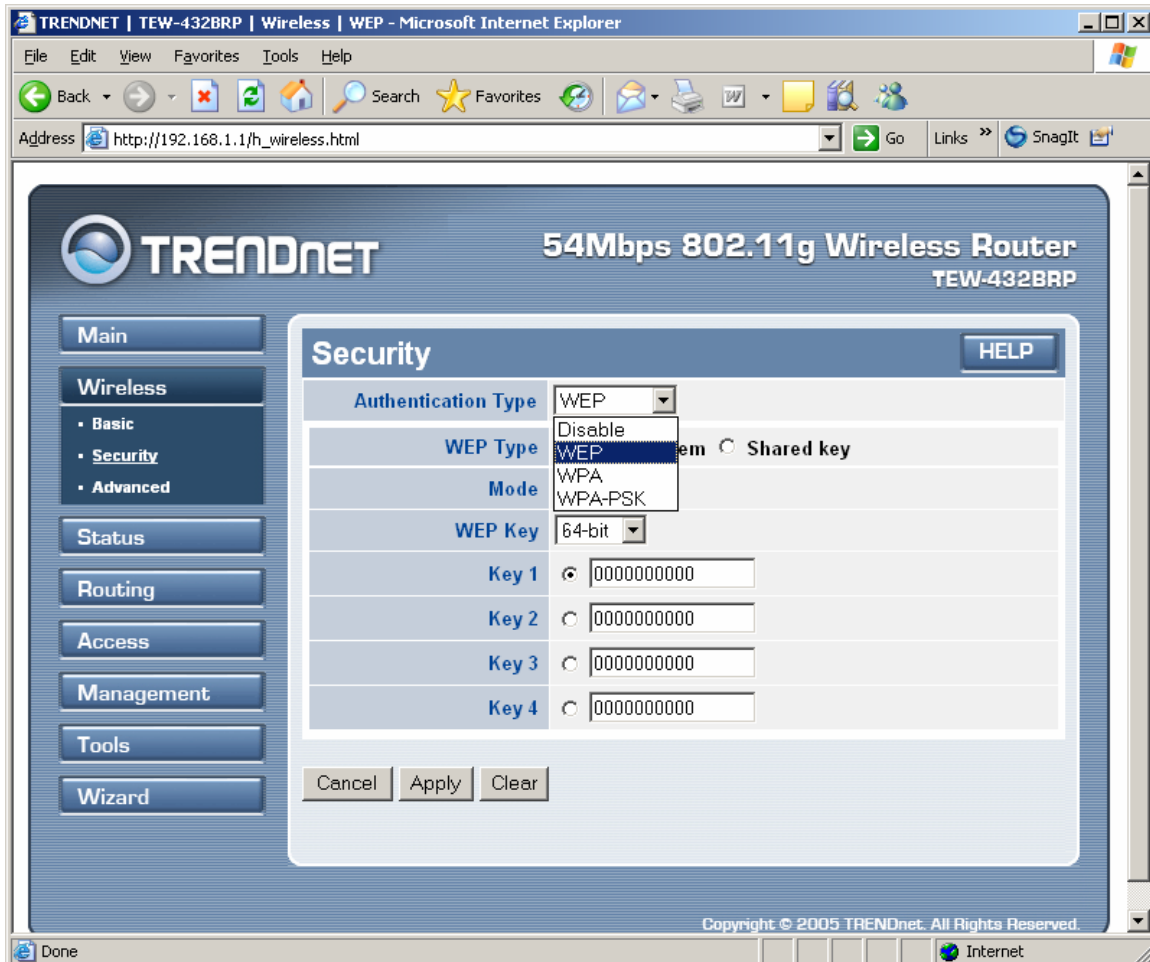 TRENDNET | TEW-432BRP | Wireless | WEP - Microsoft Internet Explorer
File Edit View Favorites Tools Help
Back Search Favorites
Address http://192.168.1.1/h_wireless.html Go Links » SnagIt
TRENDNET
54Mbps 802.11g Wireless Router
TEW-432BRP
Main
Wireless
Basic
Security
Advanced
Status
Routing
Access
Management
Tools
Wizard
Security HELP
Authentication Type WEP
Disable
WEP
WPA
WPA-PSK
WEP Type em Shared key
Mode
WEP Key 64-bit
Key 1 0000000000
Key 2 0000000000
Key 3 0000000000
Key 4 0000000000
Cancel Apply Clear
Copyright © 2005 TRENDnet. All Rights Reserved.
Done Internet